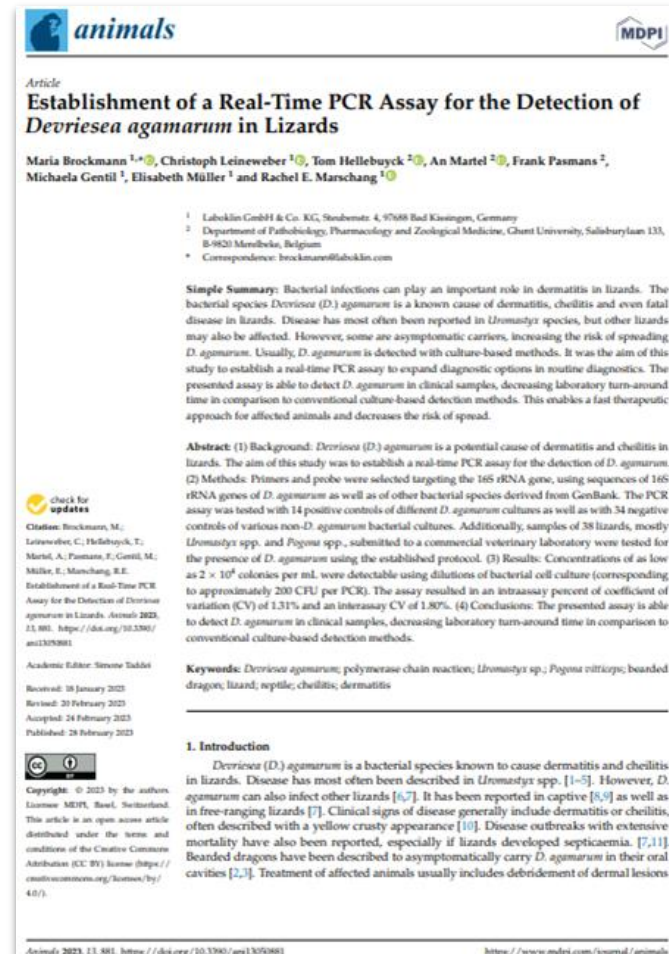 animals
MDPI
Article
Establishment of a Real-Time PCR Assay for the Detection of
Devriesea agamarum in Lizards
Maria Brockmann 1,*, Christoph Leineweber 1, Tom Hellebuyck 2, An Martel 2, Frank Pasmans 2,
Michaela Gentil 1, Elisabeth Müller 1 and Rachel E. Marschang 1
1 Laboklin GmbH & Co. KG, Steubenstr. 4, 97688 Bad Kissingen, Germany
2 Department of Pathobiology, Pharmacology and Zoological Medicine, Ghent University, Salisburylaan 133,
B-9820 Merelbeke, Belgium
* Correspondence: brockmann@laboklin.com
Simple Summary: Bacterial infections can play an important role in dermatitis in lizards. The
bacterial species Devriesea (D.) agamarum is a known cause of dermatitis, cheilitis and even fatal
disease in lizards. Disease has most often been reported in Uromastyx species, but other lizards
may also be affected. However, some are asymptomatic carriers, increasing the risk of spreading
D. agamarum. Usually, D. agamarum is detected with culture-based methods. It was the aim of this
study to establish a real-time PCR assay to expand diagnostic options in routine diagnostics. The
presented assay is able to detect D. agamarum in clinical samples, decreasing laboratory turn-around
time in comparison to conventional culture-based detection methods. This enables a fast therapeutic
approach for affected animals and decreases the risk of spread.
Abstract: (1) Background: Devriesea (D.) agamarum is a potential cause of dermatitis and cheilitis in
lizards. The aim of this study was to establish a real-time PCR assay for the detection of D. agamarum.
(2) Methods: Primers and probe were selected targeting the 16S rRNA gene, using sequences of 16S
rRNA genes of D. agamarum as well as of other bacterial species derived from GenBank. The PCR
assay was tested with 14 positive controls of different D. agamarum cultures as well as with 34 negative
controls of various non-D. agamarum bacterial cultures. Additionally, samples of 38 lizards, mostly
Uromastyx spp. and Pogona spp., submitted to a commercial veterinary laboratory were tested for
the presence of D. agamarum using the established protocol. (3) Results: Concentrations of as low
as 2 × 10⁴ colonies per mL were detectable using dilutions of bacterial cell culture (corresponding
to approximately 200 CFU per PCR). The assay resulted in an intraassay percent of coefficient of
variation (CV) of 1.31% and an interassay CV of 1.80%. (4) Conclusions: The presented assay is able
to detect D. agamarum in clinical samples, decreasing laboratory turn-around time in comparison to
conventional culture-based detection methods.
Keywords: Devriesea agamarum; polymerase chain reaction; Uromastyx sp.; Pogona vitticeps; bearded
dragon; lizard; reptile; cheilitis; dermatitis
check for
updates
Citation: Brockmann, M.;
Leineweber, C.; Hellebuyck, T.;
Martel, A.; Pasmans, F.; Gentil, M.;
Müller, E.; Marschang, R.E.
Establishment of a Real-Time PCR
Assay for the Detection of Devriesea
agamarum in Lizards. Animals 2023,
13, 881. https://doi.org/10.3390/
ani13050881
Academic Editor: Simone Taddei
Received: 18 January 2023
Revised: 20 February 2023
Accepted: 24 February 2023
Published: 28 February 2023
CC BY
Copyright: © 2023 by the authors.
Licensee MDPI, Basel, Switzerland.
This article is an open access article
distributed under the terms and
conditions of the Creative Commons
Attribution (CC BY) license (https://
creativecommons.org/licenses/by/
4.0/).
1. Introduction
Devriesea (D.) agamarum is a bacterial species known to cause dermatitis and cheilitis
in lizards. Disease has most often been described in Uromastyx spp. [1–5]. However, D.
agamarum can also infect other lizards [6,7]. It has been reported in captive [8,9] as well as
in free-ranging lizards [7]. Clinical signs of disease generally include dermatitis or cheilitis,
often described with a yellow crusty appearance [10]. Disease outbreaks with extensive
mortality have also been reported, especially if lizards developed septicaemia. [7,11].
Bearded dragons have been described to asymptomatically carry D. agamarum in their oral
cavities [2,3]. Treatment of affected animals usually includes debridement of dermal lesions
Animals 2023, 13, 881. https://doi.org/10.3390/ani13050881
https://www.mdpi.com/journal/animals